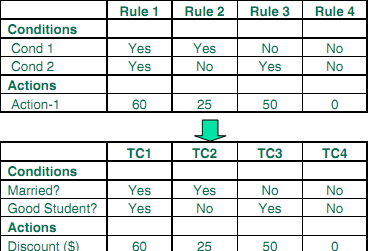 Rule 1 Rule 2 Rule 3 Rule 4
Conditions
Cond 1 Yes Yes No No
Cond 2 Yes No Yes No
Actions
Action-1 60 25 50 0
TC1 TC2 TC3 TC4
Conditions
Married? Yes Yes No No
Good Student? Yes No Yes No
Actions
Discount ($) 60 25 50 0